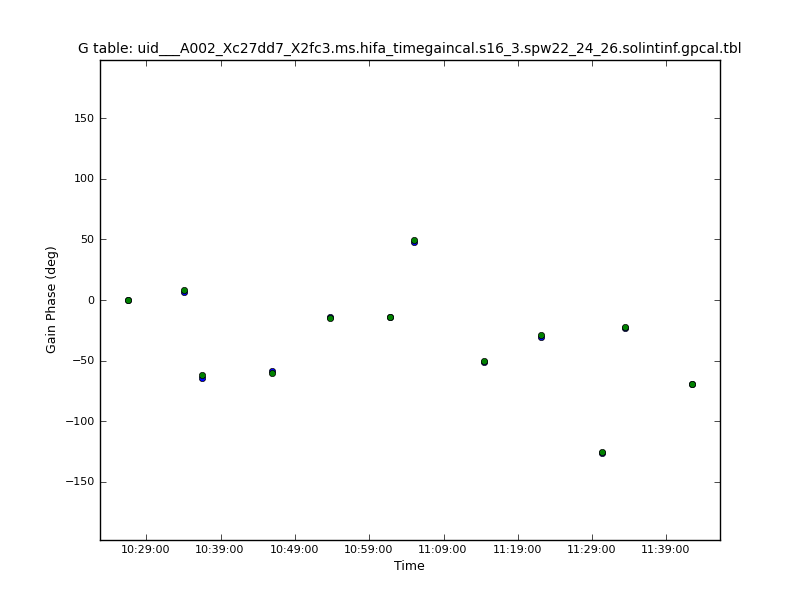 G table: uid___A002_Xc27dd7_X2fc3.ms.hifa_timegaincal.s16_3.spw22_24_26.solintinf.gpcal.tbl
150
100
50
0
−50
−100
−150
Gain Phase (deg)
10:29:00 10:39:00 10:49:00 10:59:00 11:09:00 11:19:00 11:29:00 11:39:00
Time